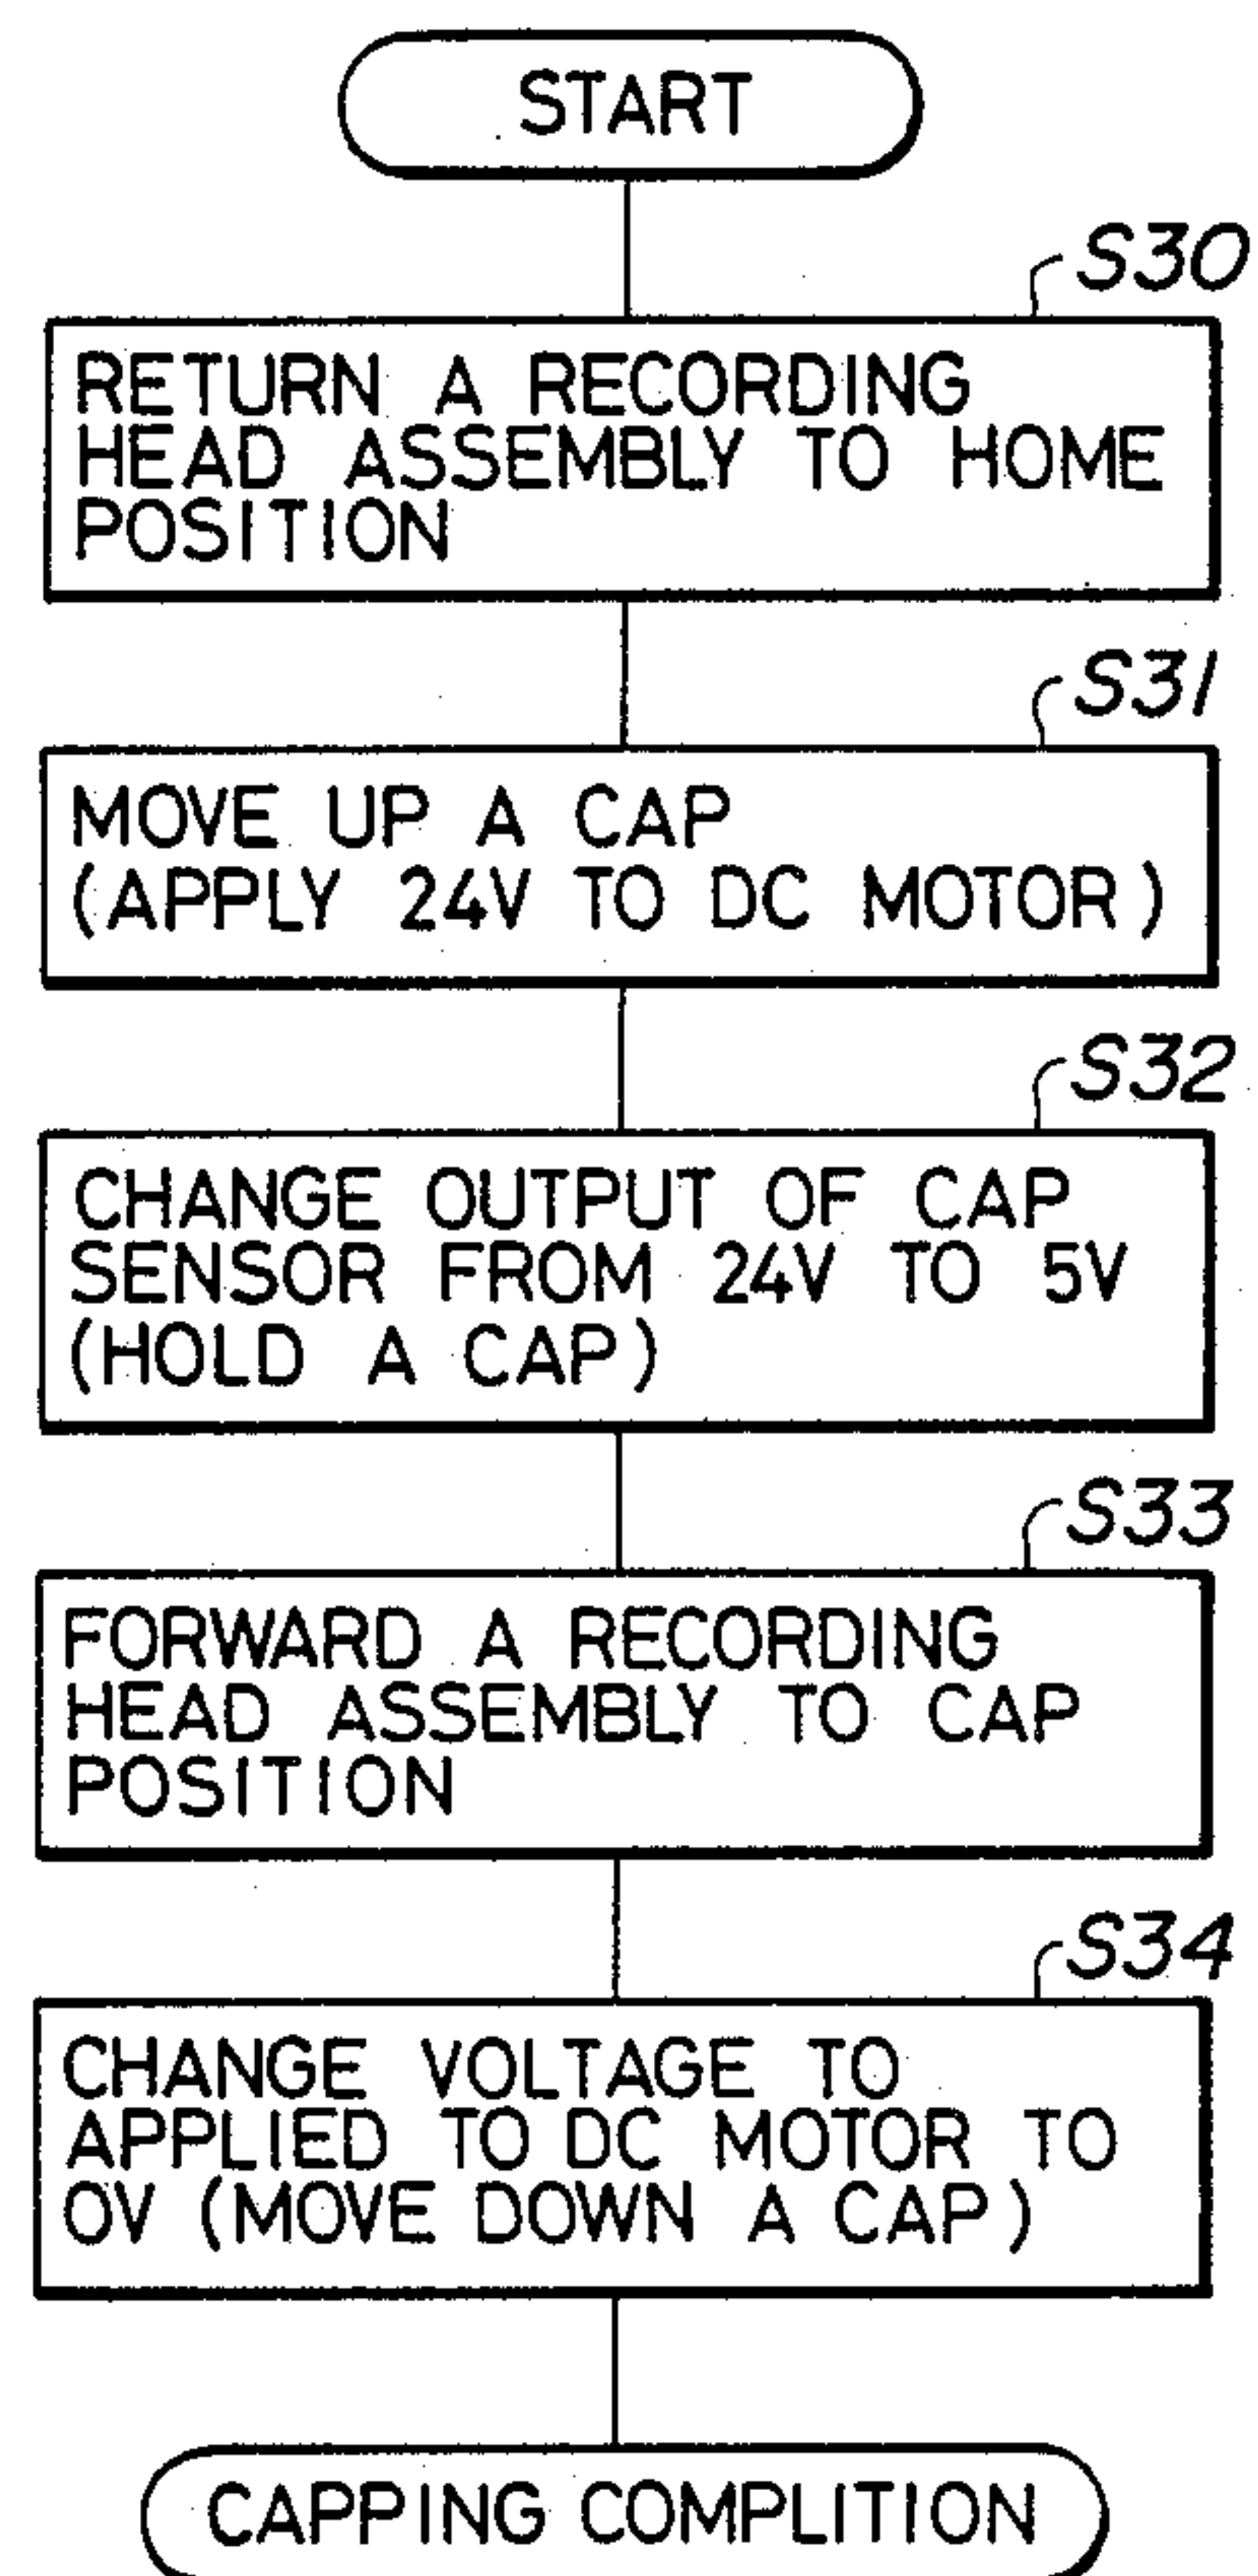 START
S30
RETURN A RECORDING
HEAD ASSEMBLY TO HOME
POSITION
S31
MOVE UP A CAP
(APPLY 24V TO DC MOTOR)
S32
CHANGE OUTPUT OF CAP
SENSOR FROM 24V TO 5V
(HOLD A CAP)
S33
FORWARD A RECORDING
HEAD ASSEMBLY TO CAP
POSITION
S34
CHANGE VOLTAGE TO
APPLIED TO DC MOTOR TO
0V (MOVE DOWN A CAP)
CAPPING COMPLITION